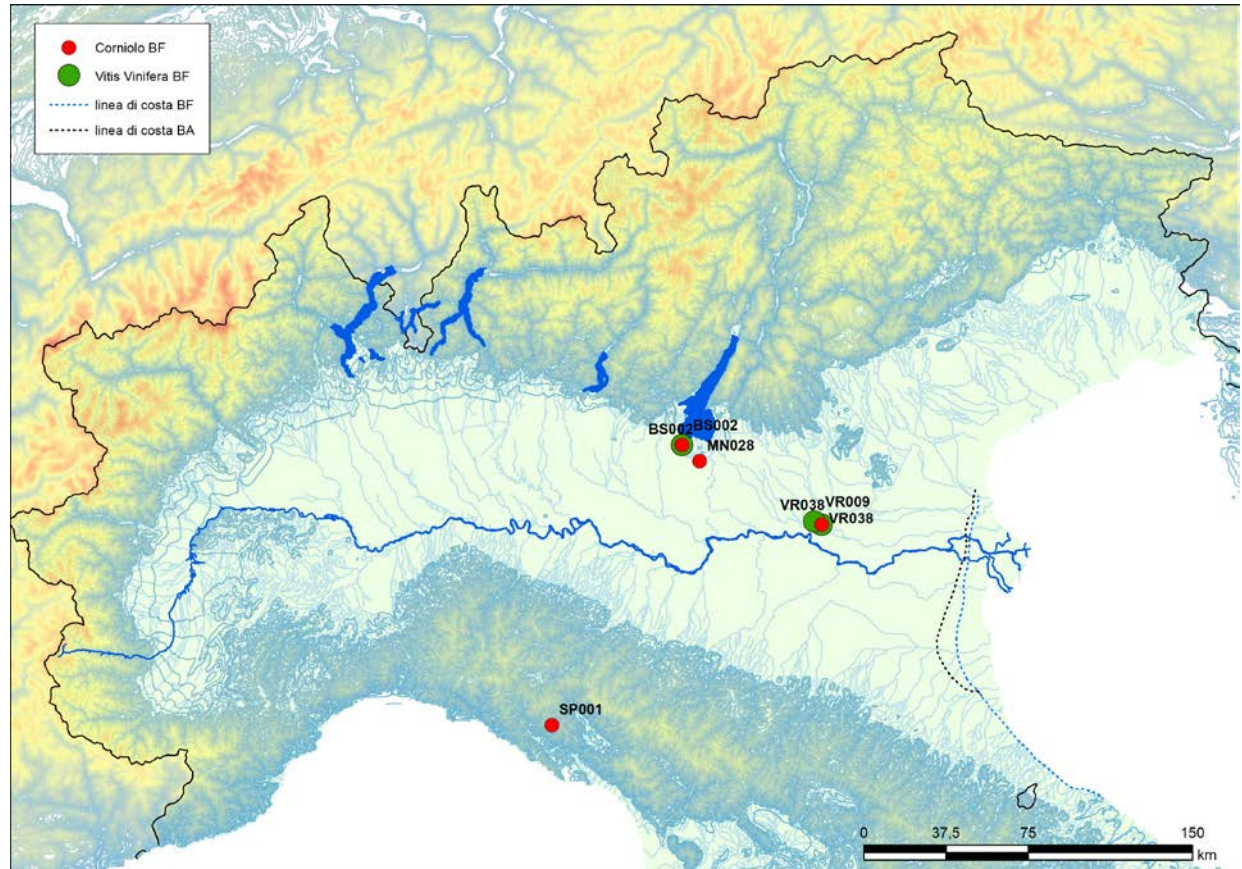 Corniolo BF
Vitis Vinifera BF
linea di costa BF
linea di costa BA
BS002 BS002
MN028
VR038 VR009
VR038
SP001
0 37,5 75 150
km